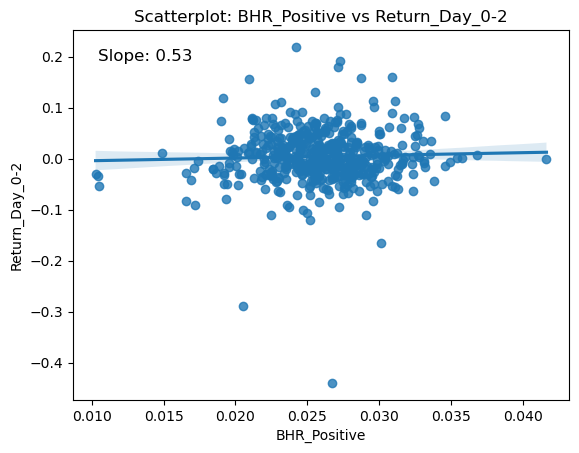 Scatterplot: BHR_Positive vs Return_Day_0-2
Slope: 0.53
Return_Day_0-2
0.2
0.1
0.0
−0.1
−0.2
−0.3
−0.4
0.010 0.015 0.020 0.025 0.030 0.035 0.040
BHR_Positive